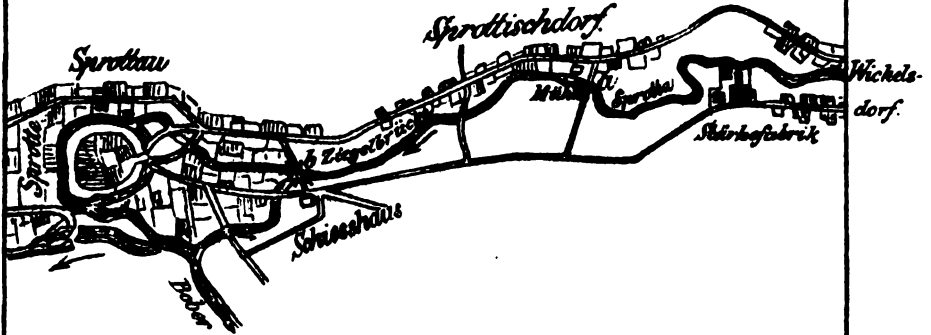 Sprottischdorf.
Sprottau
Wickels-
dorf.
Mühle
Sprotta
Stärkefabrik
b Ziegelbrücke
Sprotte
Schiesshaus
Bober